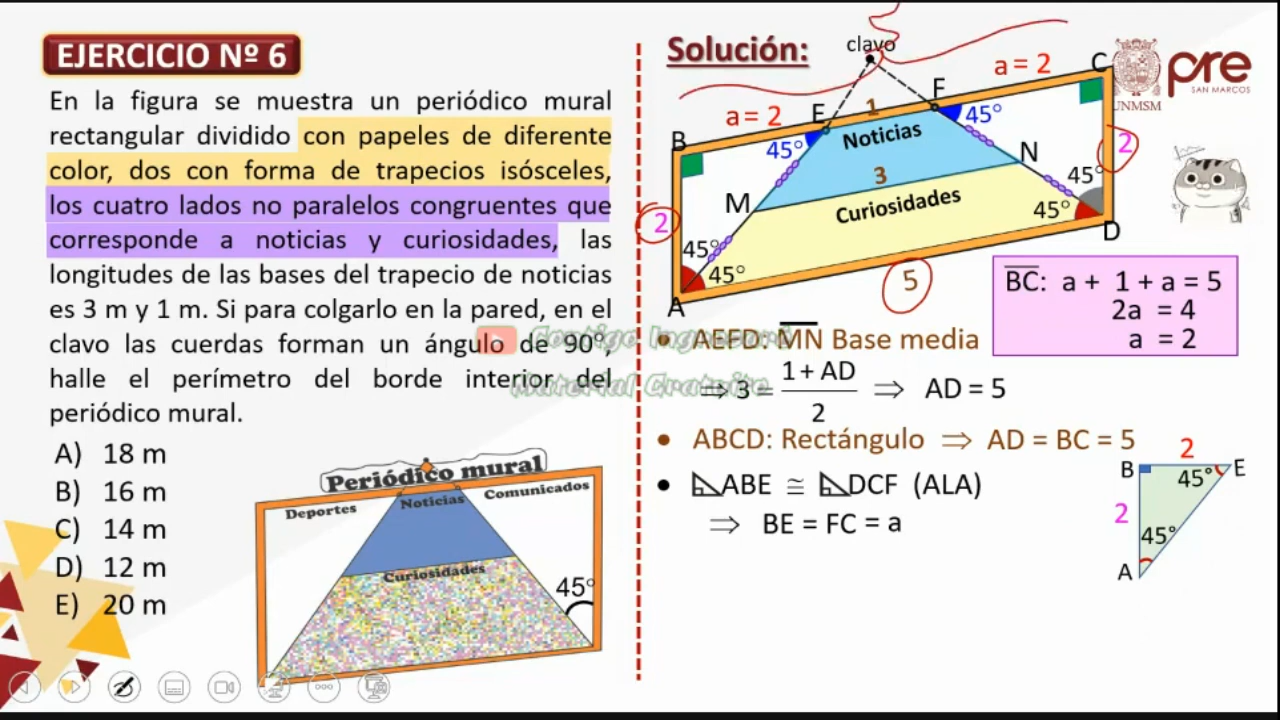 EJERCICIO Nº 6
En la figura se muestra un periódico mural
rectangular dividido con papeles de diferente
color, dos con forma de trapecios isósceles,
los cuatro lados no paralelos congruentes que
corresponde a noticias y curiosidades, las
longitudes de las bases del trapecio de noticias
es 3 m y 1 m. Si para colgarlo en la pared, en el
clavo las cuerdas forman un ángulo de 90°,
halle el perímetro del borde interior del
periódico mural.
A) 18 m
B) 16 m
C) 14 m
D) 12 m
E) 20 m
Periódico mural
Deportes
Noticias
Comunicados
Curiosidades
45°
Solución:
clavo
a = 2
C
F
1
a = 2
E
B
45°
45°
Noticias
N
2
3
45°
M
Curiosidades
45°
2
D
45°
45°
5
A
UNMSM
pre
SAN MARCOS
BC: a + 1 + a = 5
2a = 4
a = 2
Contigo Ingeniero
Material Gratuito
• AEFD: MN Base media
⇒ 3 = 1 + AD / 2 ⇒ AD = 5
• ABCD: Rectángulo ⇒ AD = BC = 5
• ⊿ABE ≅ ⊿DCF (ALA)
⇒ BE = FC = a
2
B
45°
E
2
45°
A